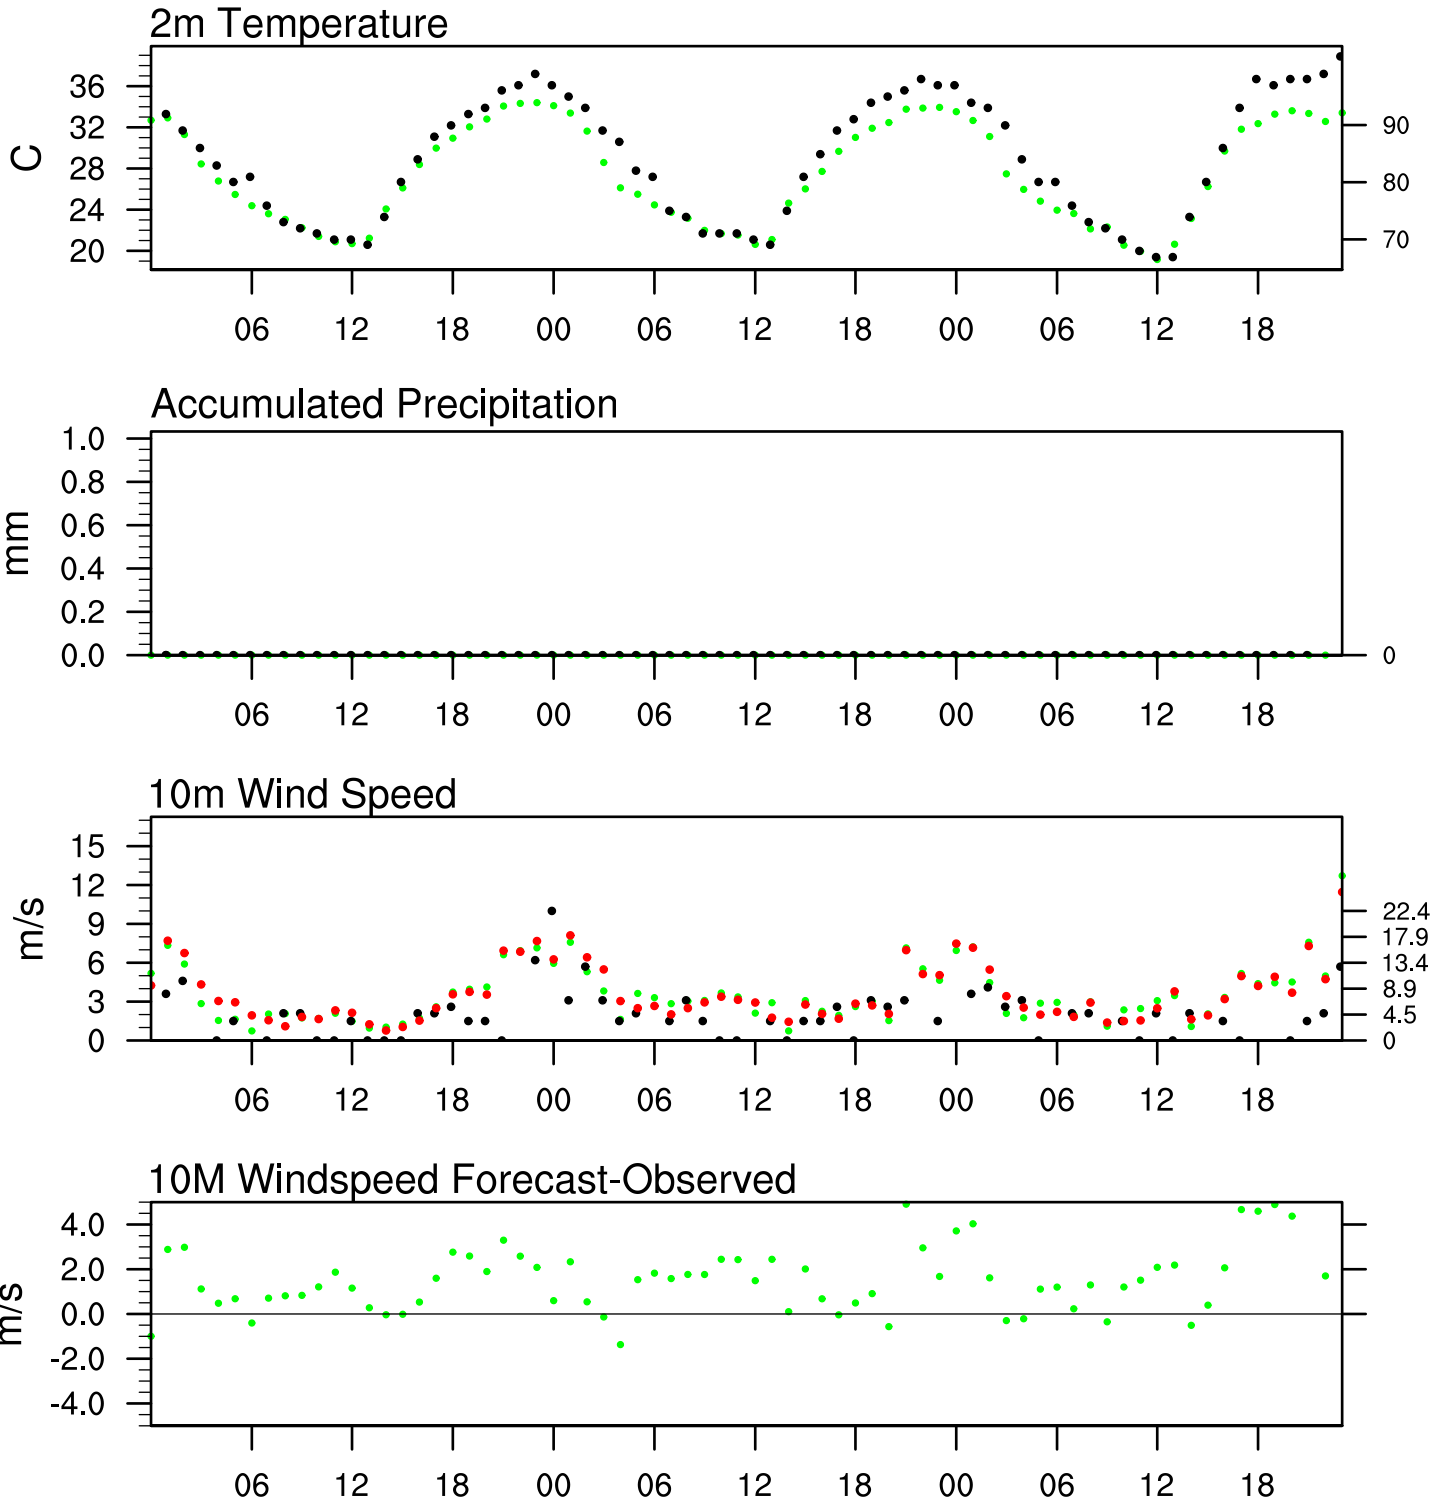 2m Temperature
C
36
32
28
24
20
90
80
70
06 12 18 00 06 12 18 00 06 12 18
Accumulated Precipitation
mm
1.0
0.8
0.6
0.4
0.2
0.0
0
06 12 18 00 06 12 18 00 06 12 18
10m Wind Speed
m/s
15
12
9
6
3
0
22.4
17.9
13.4
8.9
4.5
0
06 12 18 00 06 12 18 00 06 12 18
10M Windspeed Forecast-Observed
m/s
4.0
2.0
0.0
-2.0
-4.0
06 12 18 00 06 12 18 00 06 12 18